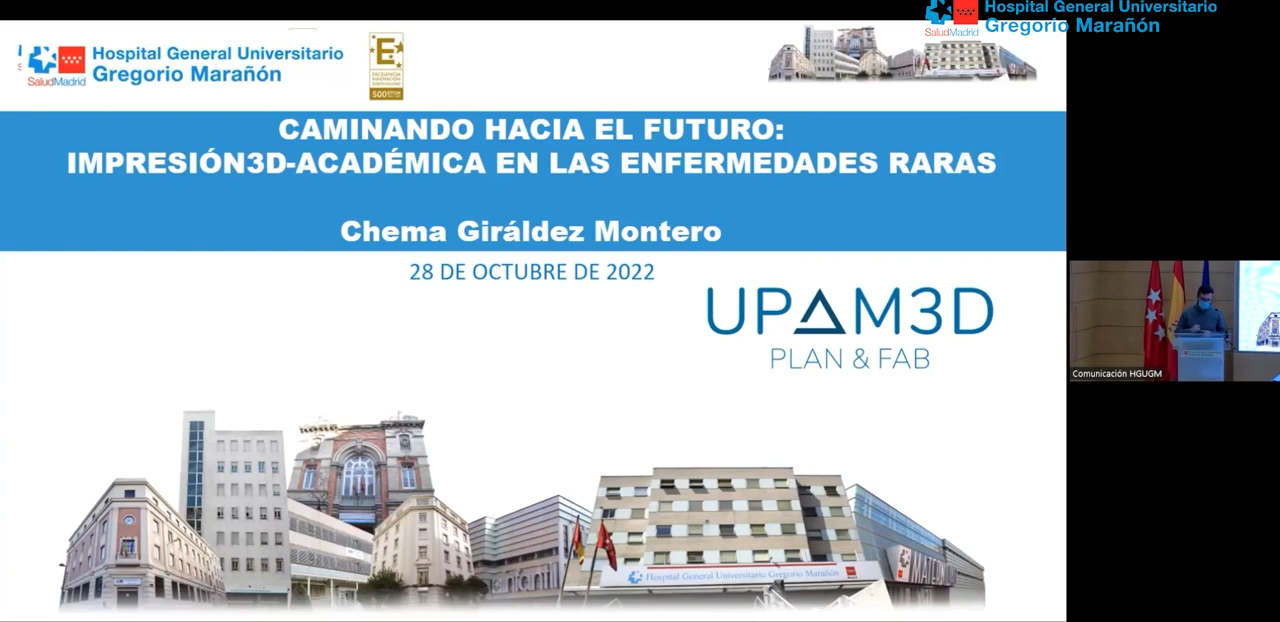 Hospital General Universitario
Gregorio Marañón
SaludMadrid
Hospital General Universitario
Gregorio Marañón
SaludMadrid
E
500
CAMINANDO HACIA EL FUTURO:
IMPRESIÓN3D-ACADÉMICA EN LAS ENFERMEDADES RARAS
Chema Giráldez Montero
28 DE OCTUBRE DE 2022
UPAM3D
PLAN & FAB
Comunicación HGUGM
Hospital General Universitario Gregorio Marañón